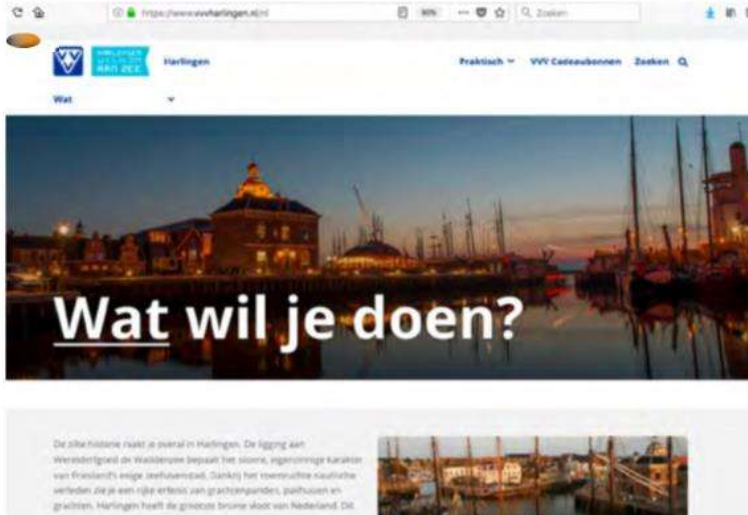 https://www.vvvharlingen.nl/nl
90%
Zoeken
VVV
HARLINGEN
WELKOM
AAN ZEE
Harlingen
Praktisch
VVV Cadeaubonnen
Zoeken
Wat
Wat wil je doen?
De zilte historie raakt je overal in Harlingen. De ligging aan
Werelderfgoed de Waddenzee bepaalt het stoere, eigenzinnige karakter
van Friesland's enige zeehavenstad. Dankzij het roemruchte nautische
verleden zie je een rijke erfenis van grachtenpanden, pakhuizen en
grachten. Harlingen heeft de grootste bruine vloot van Nederland. Dit